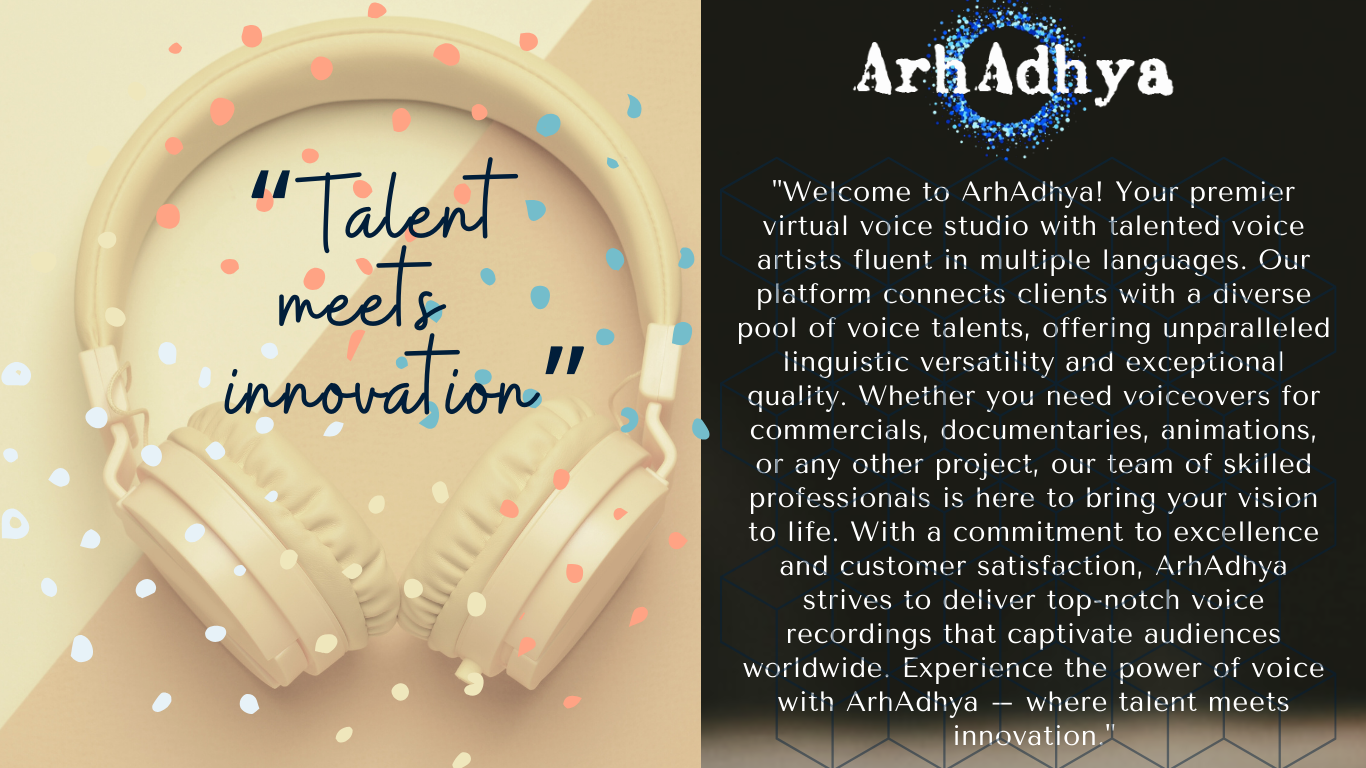 “Talent
meets
innovation”
ArhAdhya
"Welcome to ArhAdhya! Your premier
virtual voice studio with talented voice
artists fluent in multiple languages. Our
platform connects clients with a diverse
pool of voice talents, offering unparalleled
linguistic versatility and exceptional
quality. Whether you need voiceovers for
commercials, documentaries, animations,
or any other project, our team of skilled
professionals is here to bring your vision
to life. With a commitment to excellence
and customer satisfaction, ArhAdhya
strives to deliver top-notch voice
recordings that captivate audiences
worldwide. Experience the power of voice
with ArhAdhya -- where talent meets
innovation."